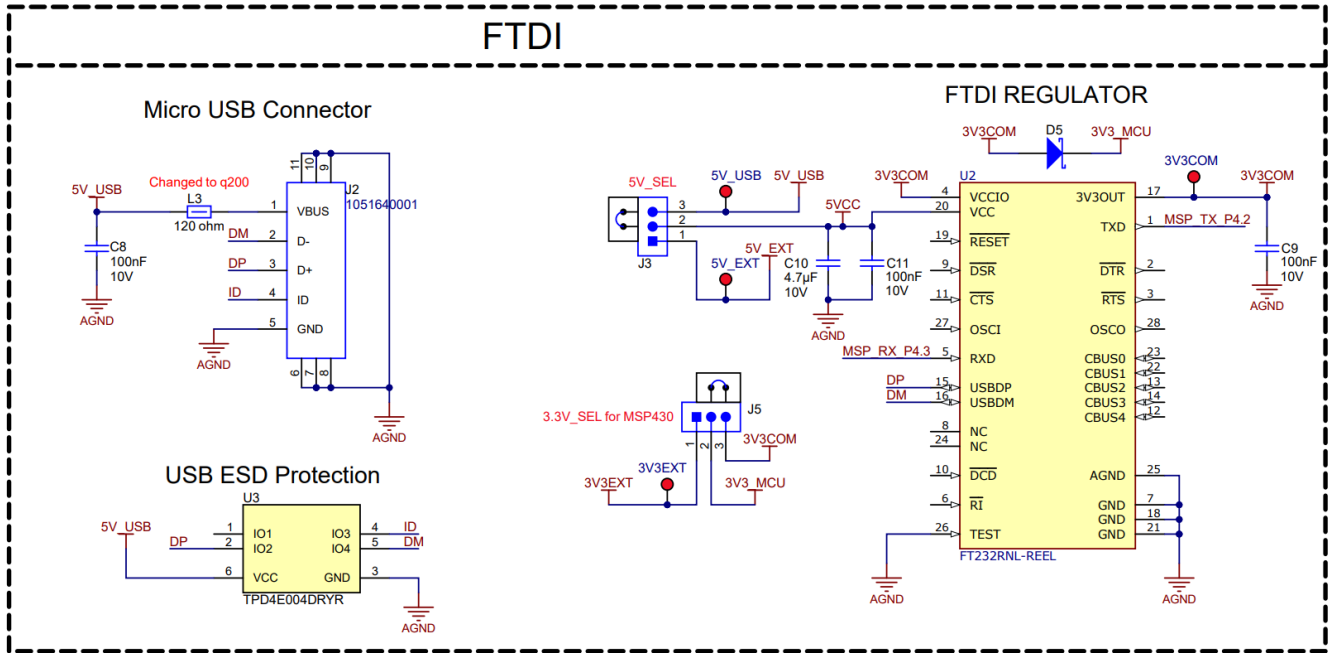 FTDI
Micro USB Connector
5V_USB
Changed to q200
L3
120 ohm
C8
100nF
10V
AGND
DM
DP
ID
AGND
11
10
9
J2
1051640001
1 VBUS
2 D-
3 D+
4 ID
5 GND
6
7
8
AGND
USB ESD Protection
U3
5V_USB
DP
1 IO1 IO3 4 ID
2 IO2 IO4 5 DM
6 VCC GND 3
TPD4E004DRYR
AGND
5V_SEL
J3
3
2
1
5V_USB
5V_USB
5VCC
5V_EXT
5V_EXT
C10
4.7µF
10V
C11
100nF
10V
AGND
3.3V_SEL for MSP430
J5
1
2
3
3V3COM
3V3EXT
3V3EXT
3V3_MCU
FTDI REGULATOR
3V3COM
D5
3V3_MCU
3V3COM
U2
3V3COM
3V3COM
4 VCCIO 3V3OUT 17
20 VCC
TXD 1 MSP_TX_P4.2
19 RESET
9 DSR DTR 2
11 CTS RTS 3
27 OSCI OSCO 28
MSP_RX_P4.3 5 RXD
CBUS0 23
CBUS1 22
DP 15 USBDP CBUS2 13
DM 16 USBDM CBUS3 14
CBUS4 12
8 NC
24 NC
10 DCD AGND 25
6 RI GND 7
GND 18
26 TEST GND 21
FT232RNL-REEL
AGND
AGND
C9
100nF
10V
AGND